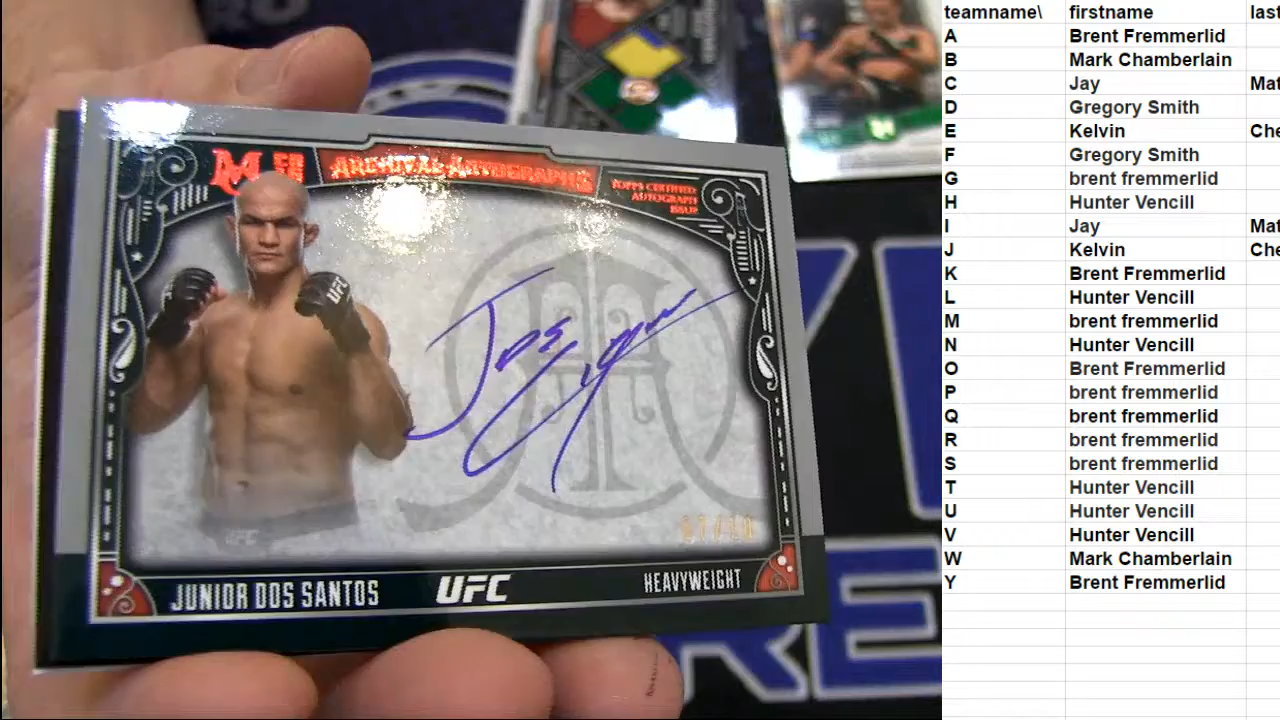 ARCHIVAL AUTOGRAPHS
TOPPS CERTIFIED
AUTOGRAPH
ISSUE
UFC
JUNIOR DOS SANTOS
UFC
HEAVYWEIGHT
teamname\ firstname last
A Brent Fremmerlid
B Mark Chamberlain
C Jay Mat
D Gregory Smith
E Kelvin Che
F Gregory Smith
G brent fremmerlid
H Hunter Vencill
I Jay Mat
J Kelvin Che
K Brent Fremmerlid
L Hunter Vencill
M brent fremmerlid
N Hunter Vencill
O Brent Fremmerlid
P brent fremmerlid
Q brent fremmerlid
R brent fremmerlid
S brent fremmerlid
T Hunter Vencill
U Hunter Vencill
V Hunter Vencill
W Mark Chamberlain
Y Brent Fremmerlid